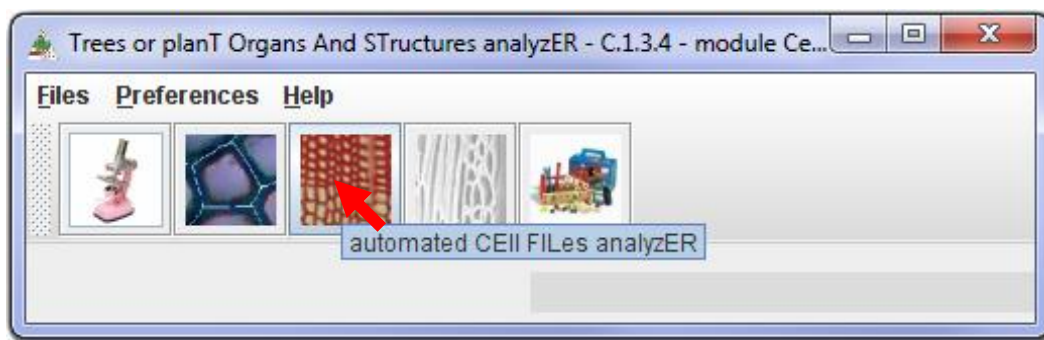 Trees or planT Organs And STructures analyzER - C.1.3.4 - module Ce...
Files Preferences Help
automated CEll FILes analyzER